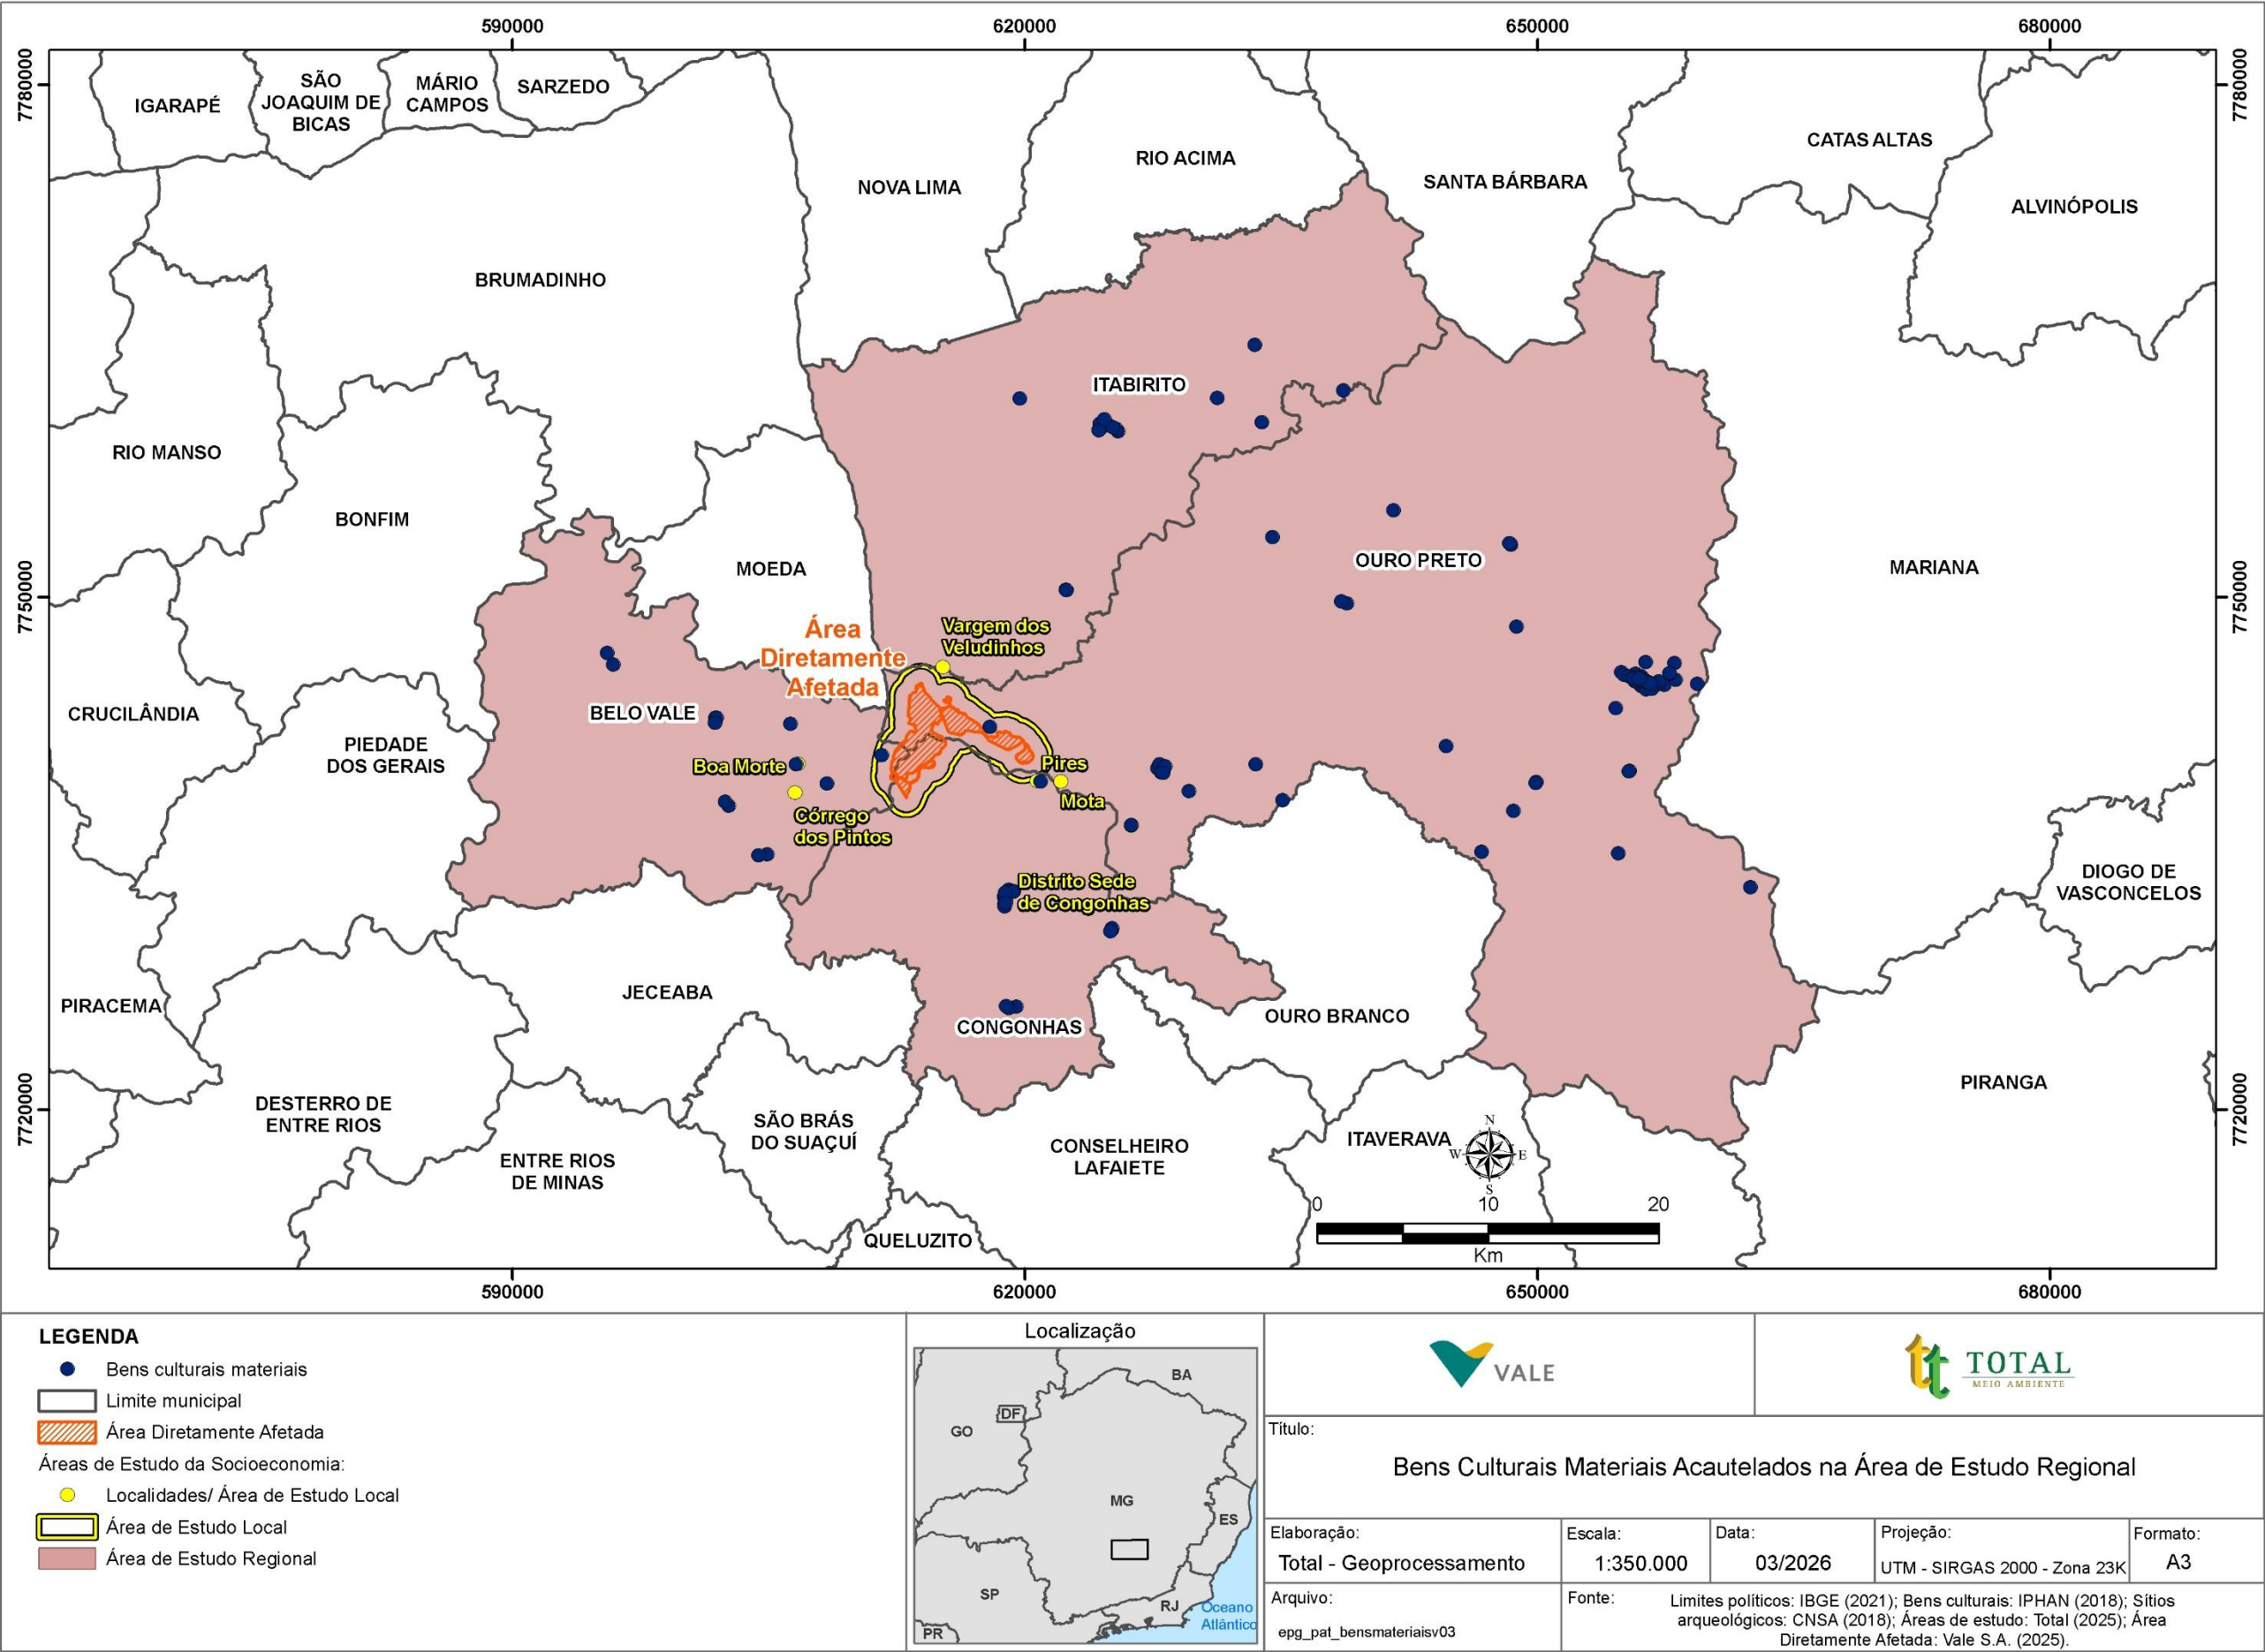 590000
620000
650000
680000
7780000
7780000
IGARAPÉ
SÃO
JOAQUIM DE
BICAS
MÁRIO
CAMPOS
SARZEDO
NOVA LIMA
RIO ACIMA
SANTA BÁRBARA
CATAS ALTAS
ALVINÓPOLIS
BRUMADINHO
ITABIRITO
RIO MANSO
BONFIM
MOEDA
OURO PRETO
MARIANA
7750000
7750000
Área
Diretamente
Afetada
Vargem dos
Veludinhos
CRUCILÂNDIA
BELO VALE
PIEDADE
DOS GERAIS
Boa Morte
Pires
Mota
Córrego
dos Pintos
Distrito Sede
de Congonhas
DIOGO DE
VASCONCELOS
PIRACEMA
JECEABA
CONGONHAS
OURO BRANCO
PIRANGA
7720000
7720000
DESTERRO DE
ENTRE RIOS
SÃO BRÁS
DO SUAÇUÍ
CONSELHEIRO
LAFAIETE
ITAVERAVA
ENTRE RIOS
DE MINAS
QUELUZITO
N
W
E
S
0
10
20
Km
590000
620000
650000
680000
LEGENDA
Bens culturais materiais
Limite municipal
Área Diretamente Afetada
Áreas de Estudo da Socioeconomia:
Localidades/ Área de Estudo Local
Área de Estudo Local
Área de Estudo Regional
Localização
BA
DF
GO
MG
ES
SP
RJ
PR
Oceano
Atlântico
VALE
TOTAL
MEIO AMBIENTE
Título:
Bens Culturais Materiais Acautelados na Área de Estudo Regional
Elaboração:
Total - Geoprocessamento
Escala:
1:350.000
Data:
03/2026
Projeção:
UTM - SIRGAS 2000 - Zona 23K
Formato:
A3
Arquivo:
epg_pat_bensmateriaisv03
Fonte:
Limites políticos: IBGE (2021); Bens culturais: IPHAN (2018); Sítios
arqueológicos: CNSA (2018); Áreas de estudo: Total (2025); Área
Diretamente Afetada: Vale S.A. (2025).